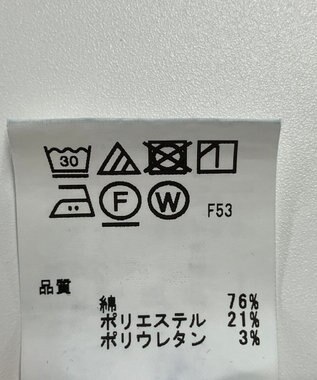 30
F W F53
品質
綿 76%
ポリエステル 21%
ポリウレタン 3%